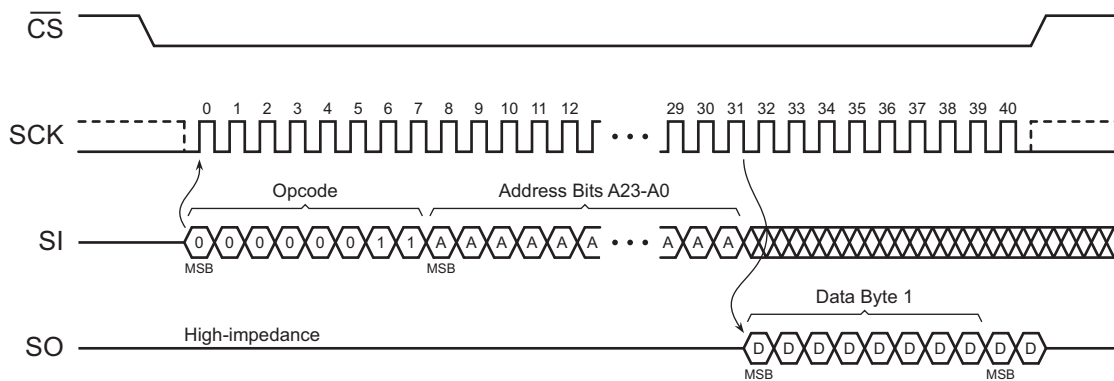 CS
0 1 2 3 4 5 6 7 8 9 10 11 12 29 30 31 32 33 34 35 36 37 38 39 40
SCK
Opcode Address Bits A23-A0
SI 0 0 0 0 0 0 1 1 A A A A A A A A A
MSB MSB
Data Byte 1
High-impedance
SO D D D D D D D D D D
MSB MSB